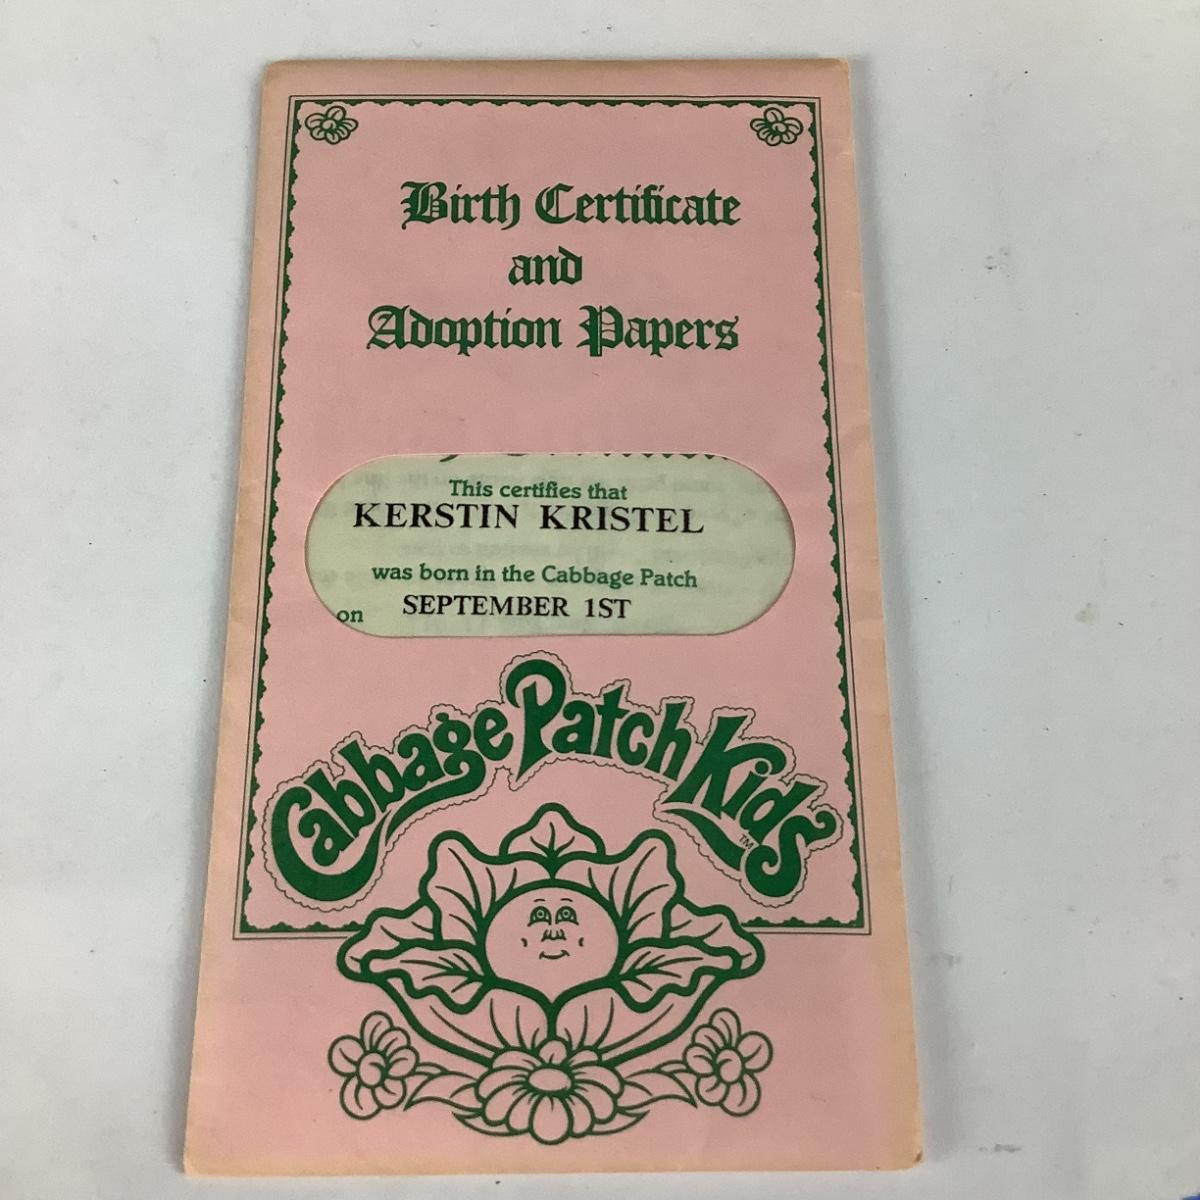 Birth Certificate
and
Adoption Papers
This certifies that
KERSTIN KRISTEL
was born in the Cabbage Patch
on SEPTEMBER 1ST
Cabbage Patch Kids
TM